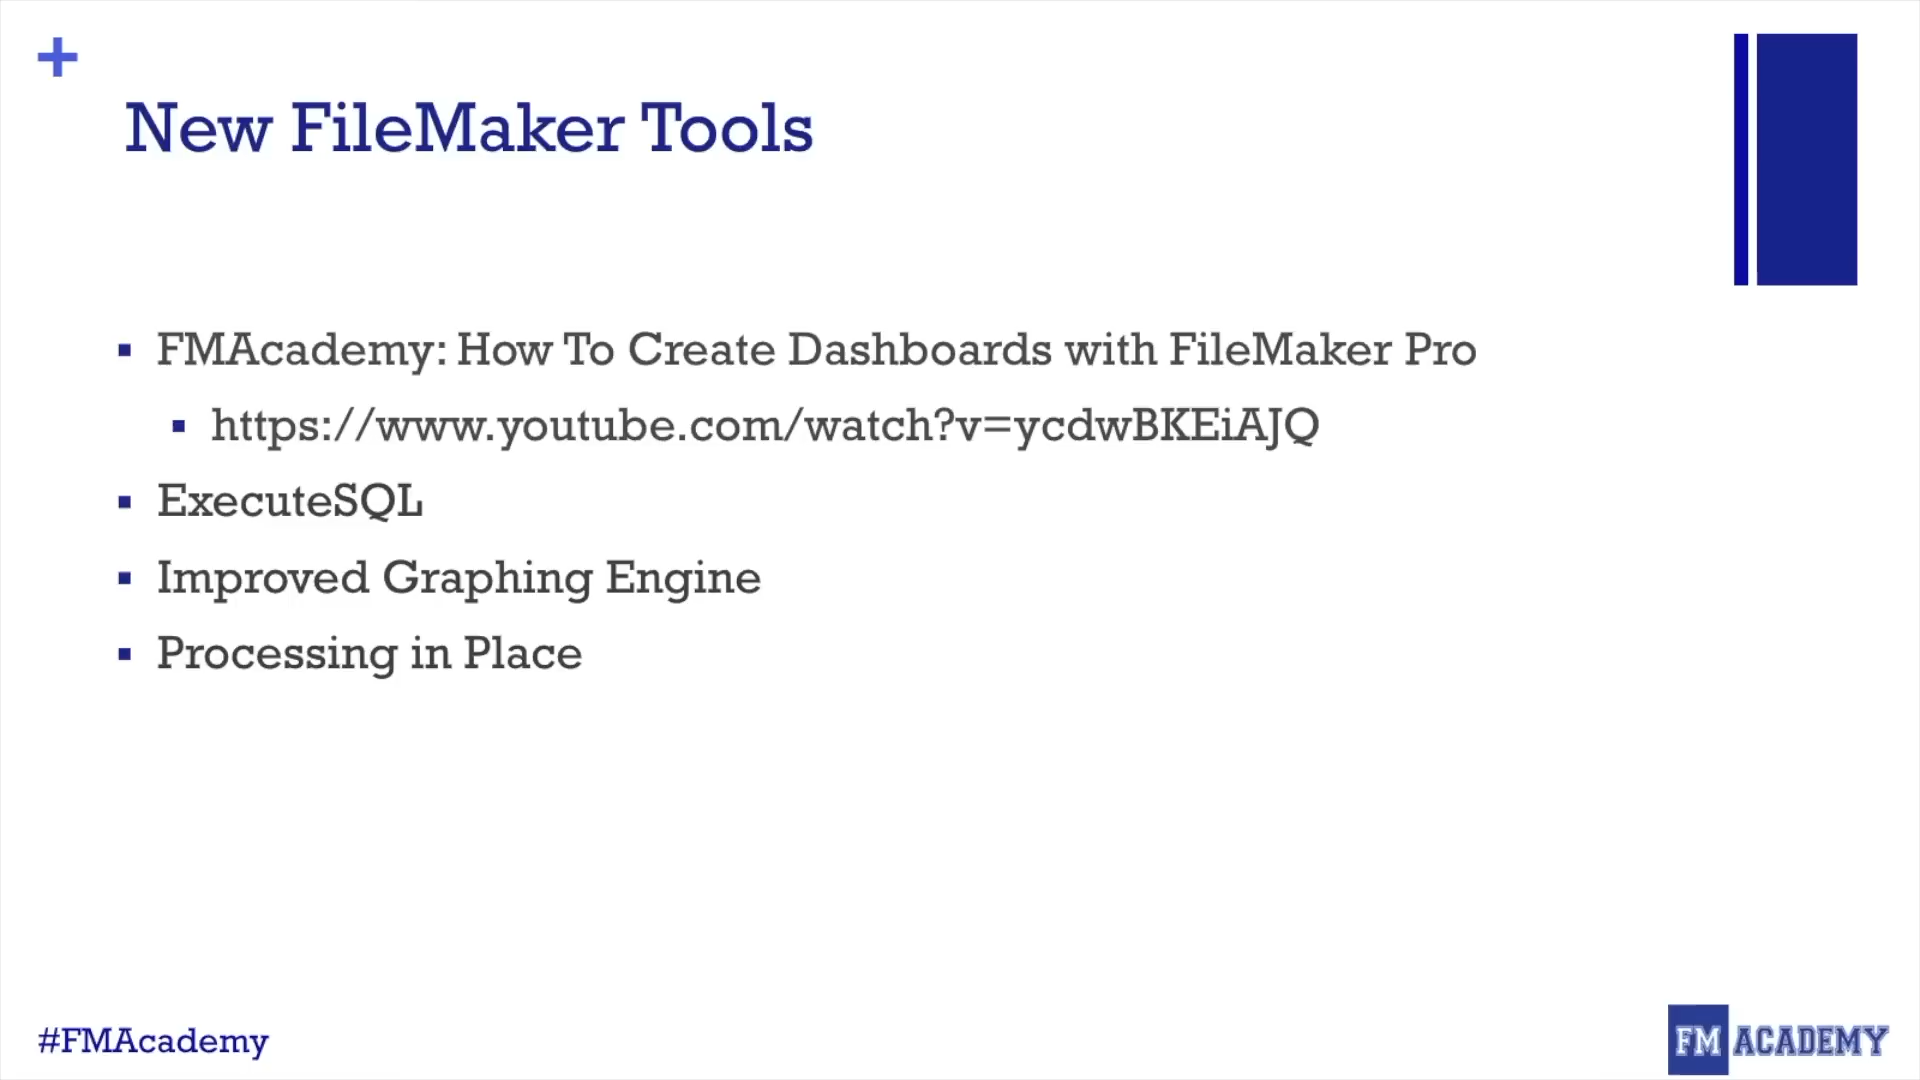 +
New FileMaker Tools
▪ FMAcademy: How To Create Dashboards with FileMaker Pro
▪ https://www.youtube.com/watch?v=ycdwBKEiAJQ
▪ ExecuteSQL
▪ Improved Graphing Engine
▪ Processing in Place
#FMAcademy
FM ACADEMY